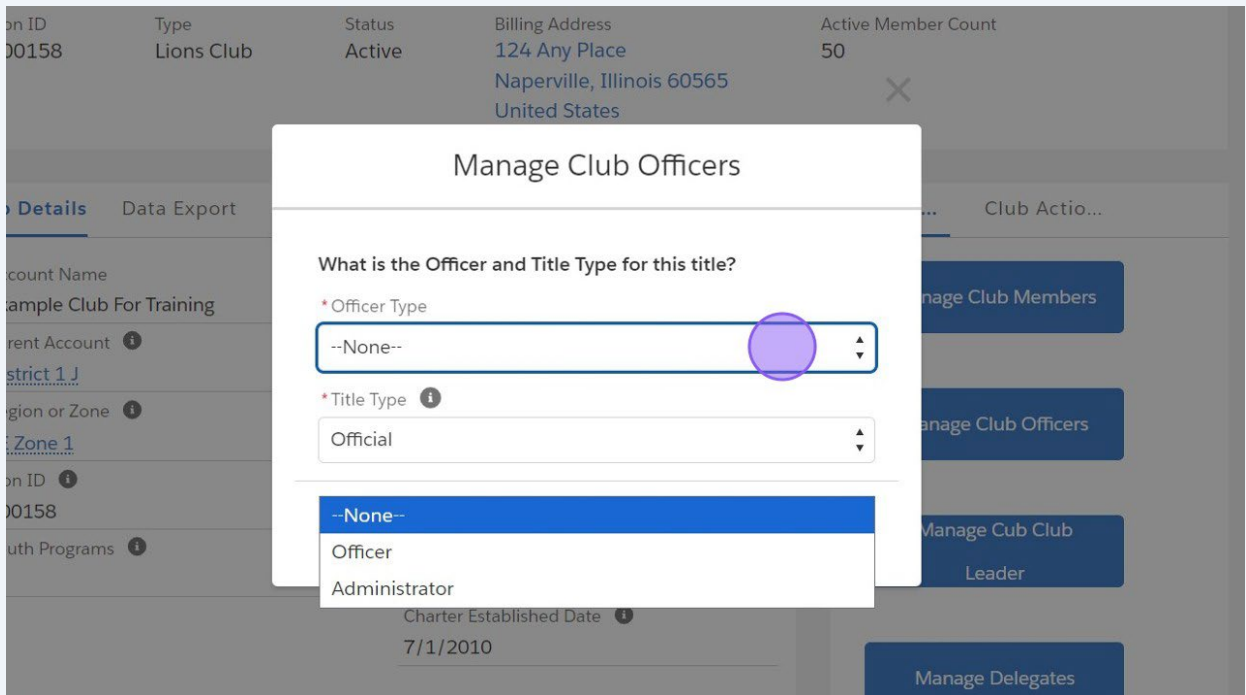 on ID
Type
Status
Billing Address
Active Member Count
00158
Lions Club
Active
124 Any Place
50
Naperville, Illinois 60565
United States
Manage Club Officers
Details
Data Export
...
Club Actio...
What is the Officer and Title Type for this title?
ccount Name
* Officer Type
ample Club For Training
nage Club Members
--None--
rent Account
strict 1 J
* Title Type
egion or Zone
Official
anage Club Officers
Zone 1
on ID
00158
--None--
Manage Cub Club
Leader
uth Programs
Officer
Administrator
Charter Established Date
7/1/2010
Manage Delegates